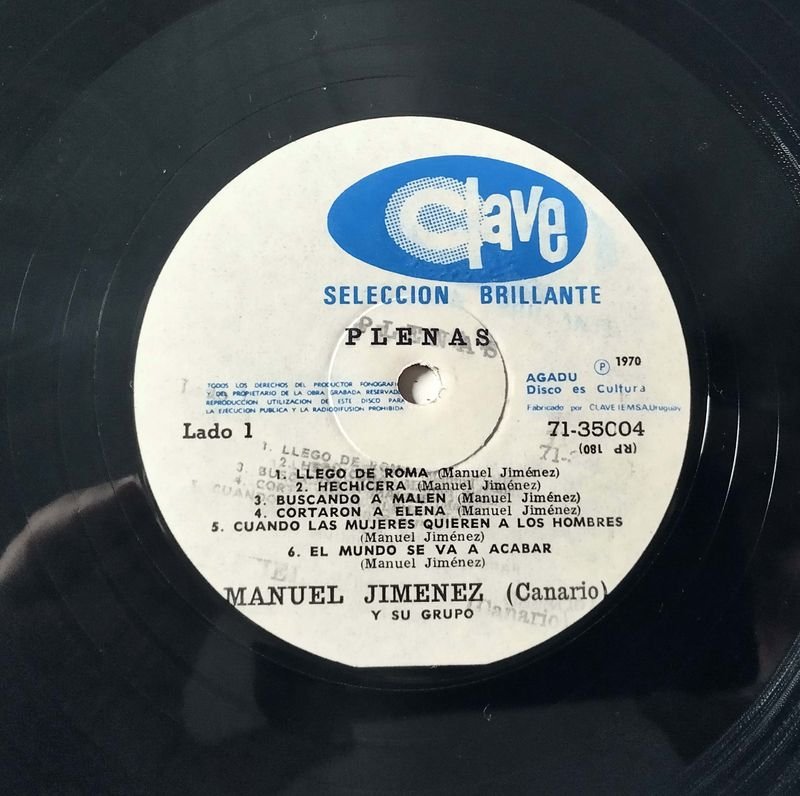 Clave
SELECCION BRILLANTE
PLENAS
PLENAS
TODOS LOS DERECHOS DEL PRODUCTOR FONOGRAFI
Y DEL PROPIETARIO DE LA OBRA GRABADA RESERVADA
REPRODUCCION UTILIZACION DE ESTE DISCO PARA
LA EJECUCION PUBLICA Y LA RADIODIFUSION PROHIBIDA
Ⓟ 1970
AGADU
Disco es Cultura
Fabricado por CLAVE IEMSA.Uruguay
Lado 1
71-35C04
(RP 180)
1. LLEGO DE ROMA (Manuel Jiménez)
2. HECHICERA (Manuel Jiménez)
3. BUSCANDO A MALEN (Manuel Jiménez)
4. CORTARON A ELENA (Manuel Jiménez)
5. CUANDO LAS MUJERES QUIEREN A LOS HOMBRES
(Manuel Jiménez)
6. EL MUNDO SE VA A ACABAR
(Manuel Jiménez)
MANUEL JIMENEZ (Canario)
Y SU GRUPO
(Canario)